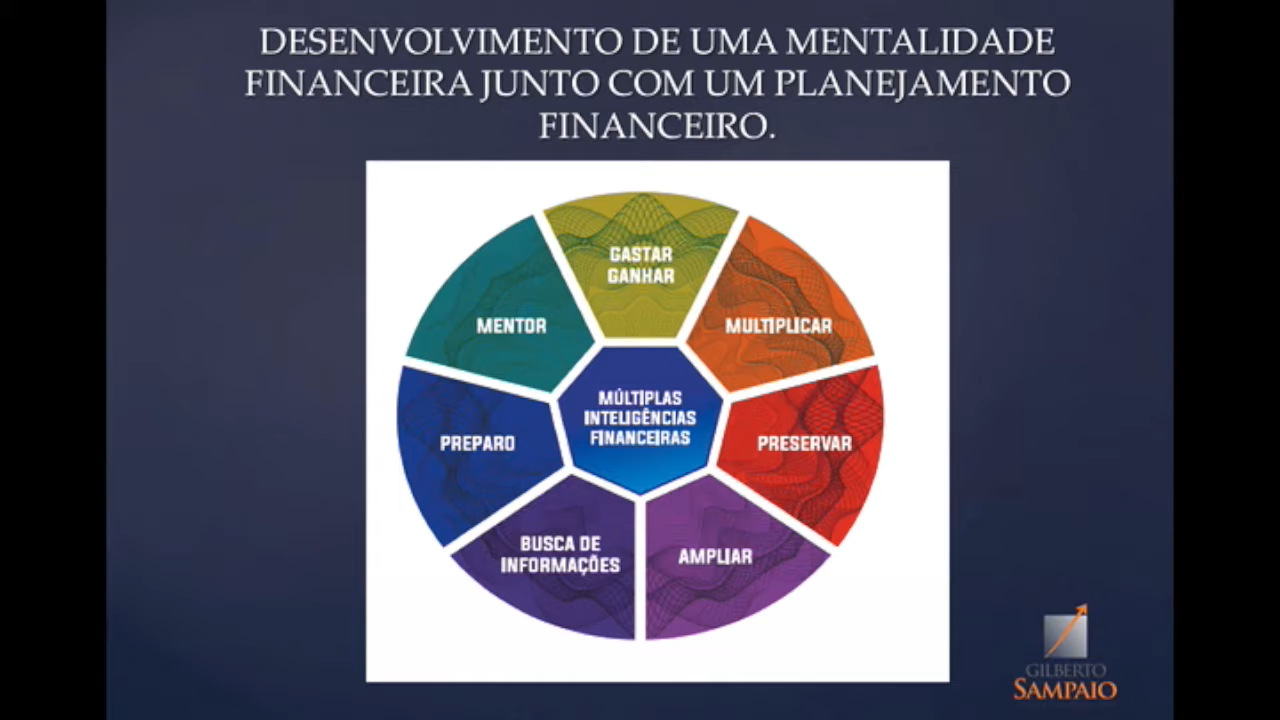 DESENVOLVIMENTO DE UMA MENTALIDADE
FINANCEIRA JUNTO COM UM PLANEJAMENTO
FINANCEIRO.
GASTAR
GANHAR
MENTOR
MULTIPLICAR
MÚLTIPLAS
INTELIGÊNCIAS
FINANCEIRAS
PREPARO
PRESERVAR
BUSCA DE
INFORMAÇÕES
AMPLIAR
GILBERTO
SAMPAIO